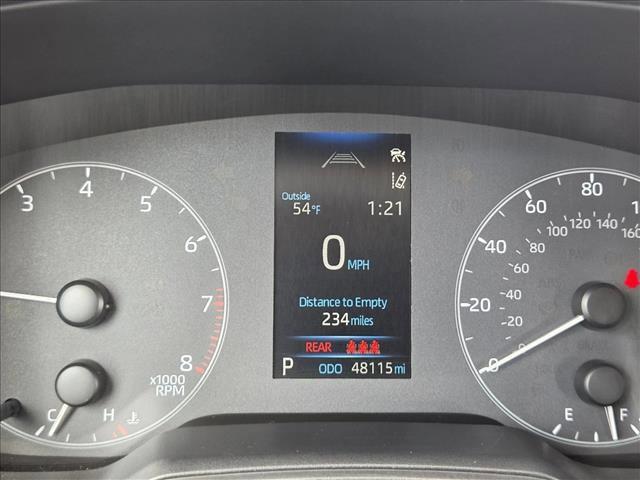 3
4
5
6
7
8
x1000
RPM
C
H
Outside
54°F
1:21
0 MPH
Distance to Empty
234 miles
REAR
P
ODO 48115 mi
0
20
40
60
80
0
40
60
80
100
120
140
160
E
F